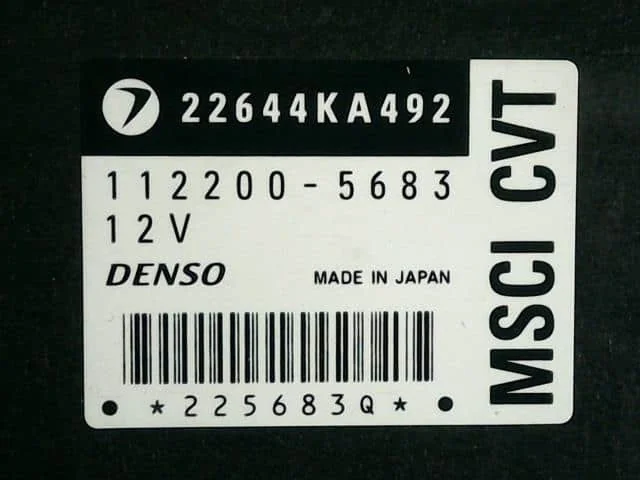 22644KA492
112200-5683
12V
DENSO MADE IN JAPAN
*225683Q*
MSCI CVT